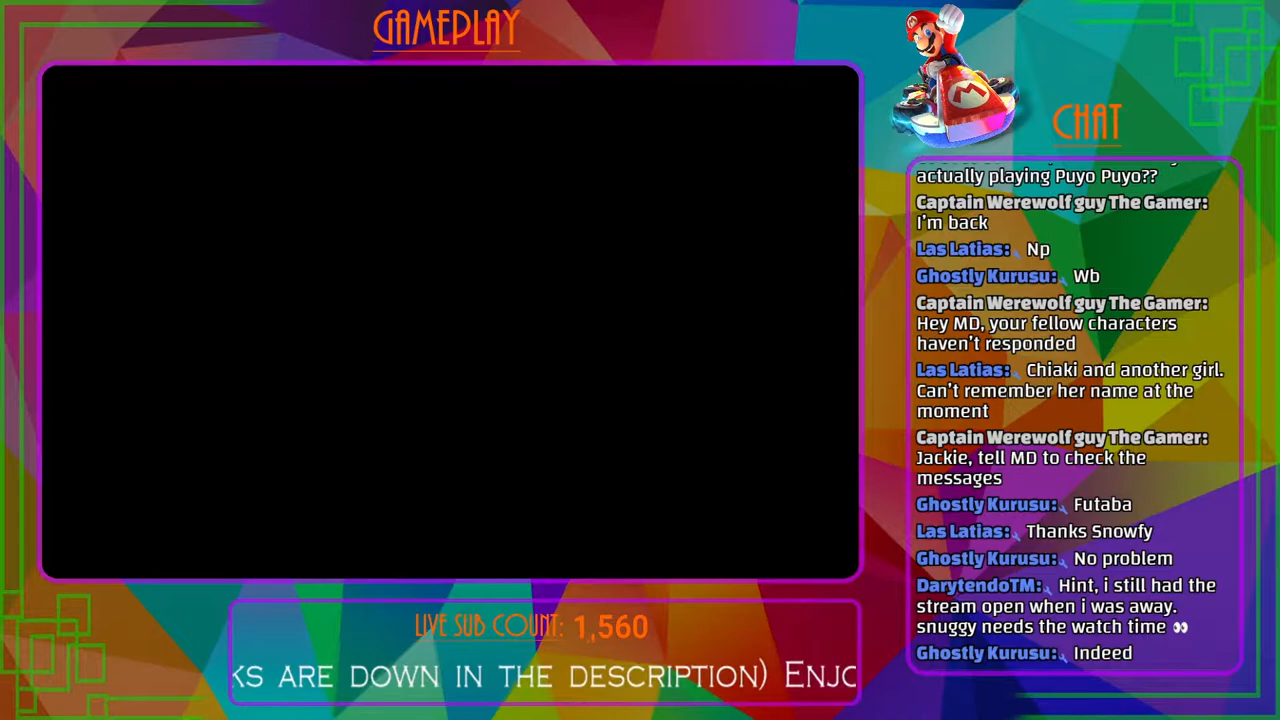 GAMEPLAY
CHAT
actually playing Puyo Puyo??
Captain Werewolf guy The Gamer:
I'm back
Las Latias: Np
Ghostly Kurusu: Wb
Captain Werewolf guy The Gamer:
Hey MD, your fellow characters
haven't responded
Las Latias: Chiaki and another girl.
Can't remember her name at the
moment
Captain Werewolf guy The Gamer:
Jackie, tell MD to check the
messages
Ghostly Kurusu: Futaba
Las Latias: Thanks Snowfy
Ghostly Kurusu: No problem
DarytendoTM: Hint, i still had the
stream open when i was away.
snuggy needs the watch time 👀
Ghostly Kurusu: Indeed
LIVE SUB COUNT: 1,560
KS ARE DOWN IN THE DESCRIPTION) ENJO